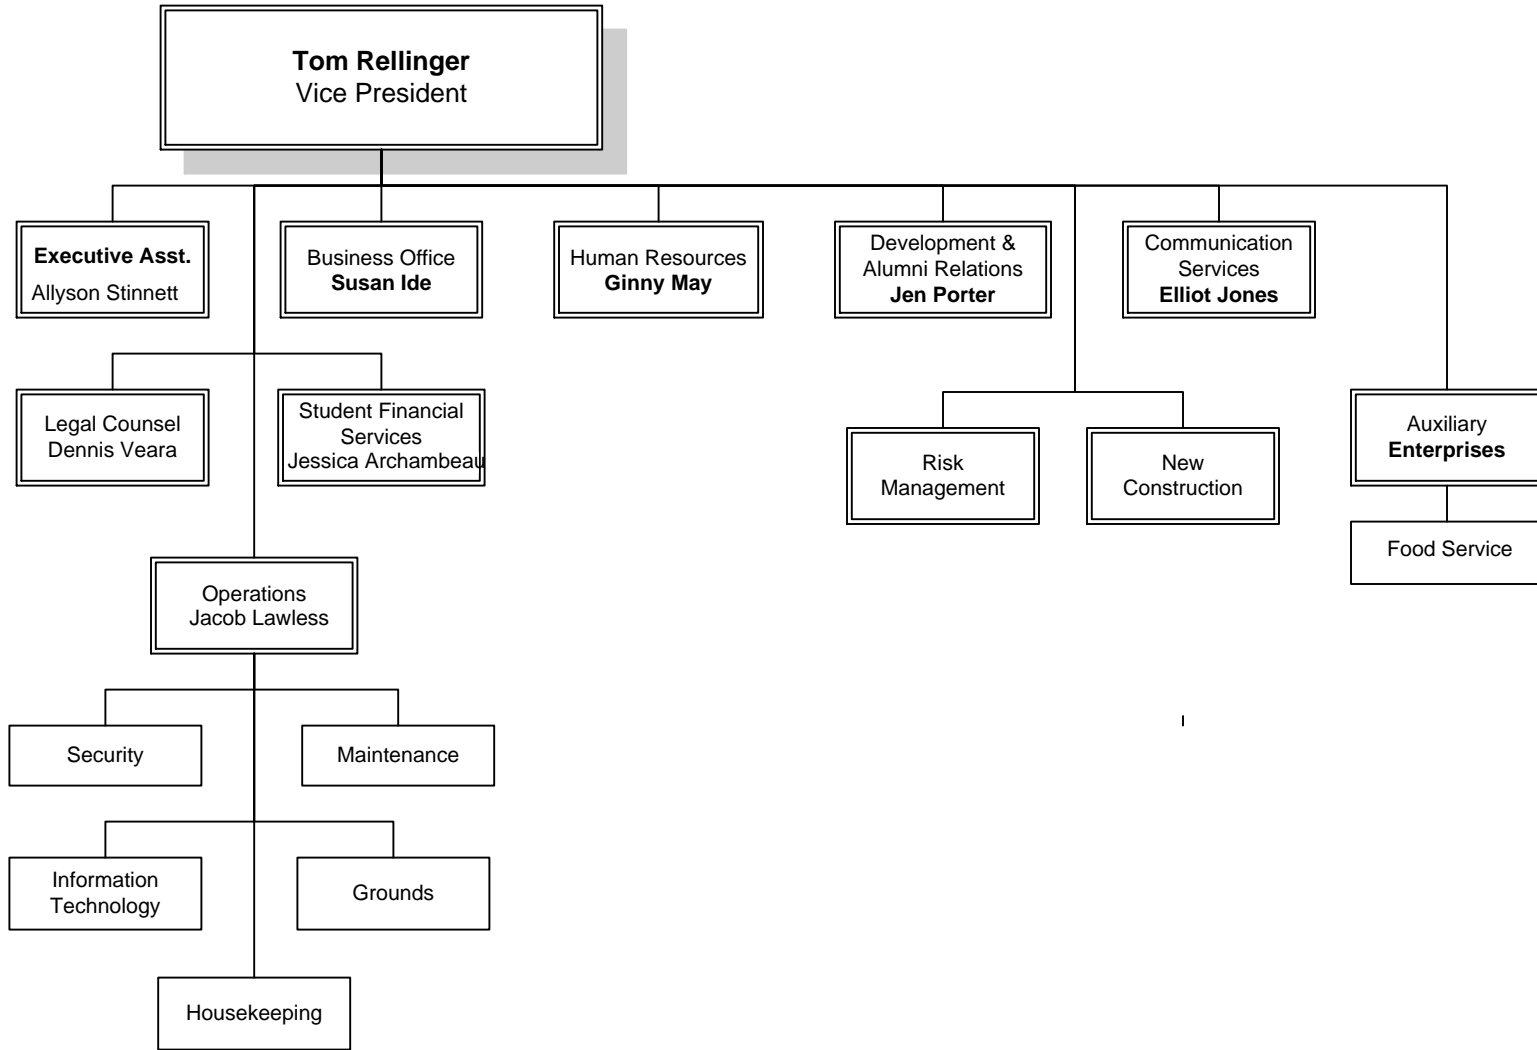 Tom Rellinger
Vice President
Executive Asst.
Allyson Stinnett
Business Office
Susan Ide
Human Resources
Ginny May
Development &
Alumni Relations
Jen Porter
Communication
Services
Elliot Jones
Legal Counsel
Dennis Veara
Student Financial
Services
Jessica Archambeau
Risk
Management
New
Construction
Auxiliary
Enterprises
Food Service
Operations
Jacob Lawless
Security
Maintenance
Information
Technology
Grounds
Housekeeping